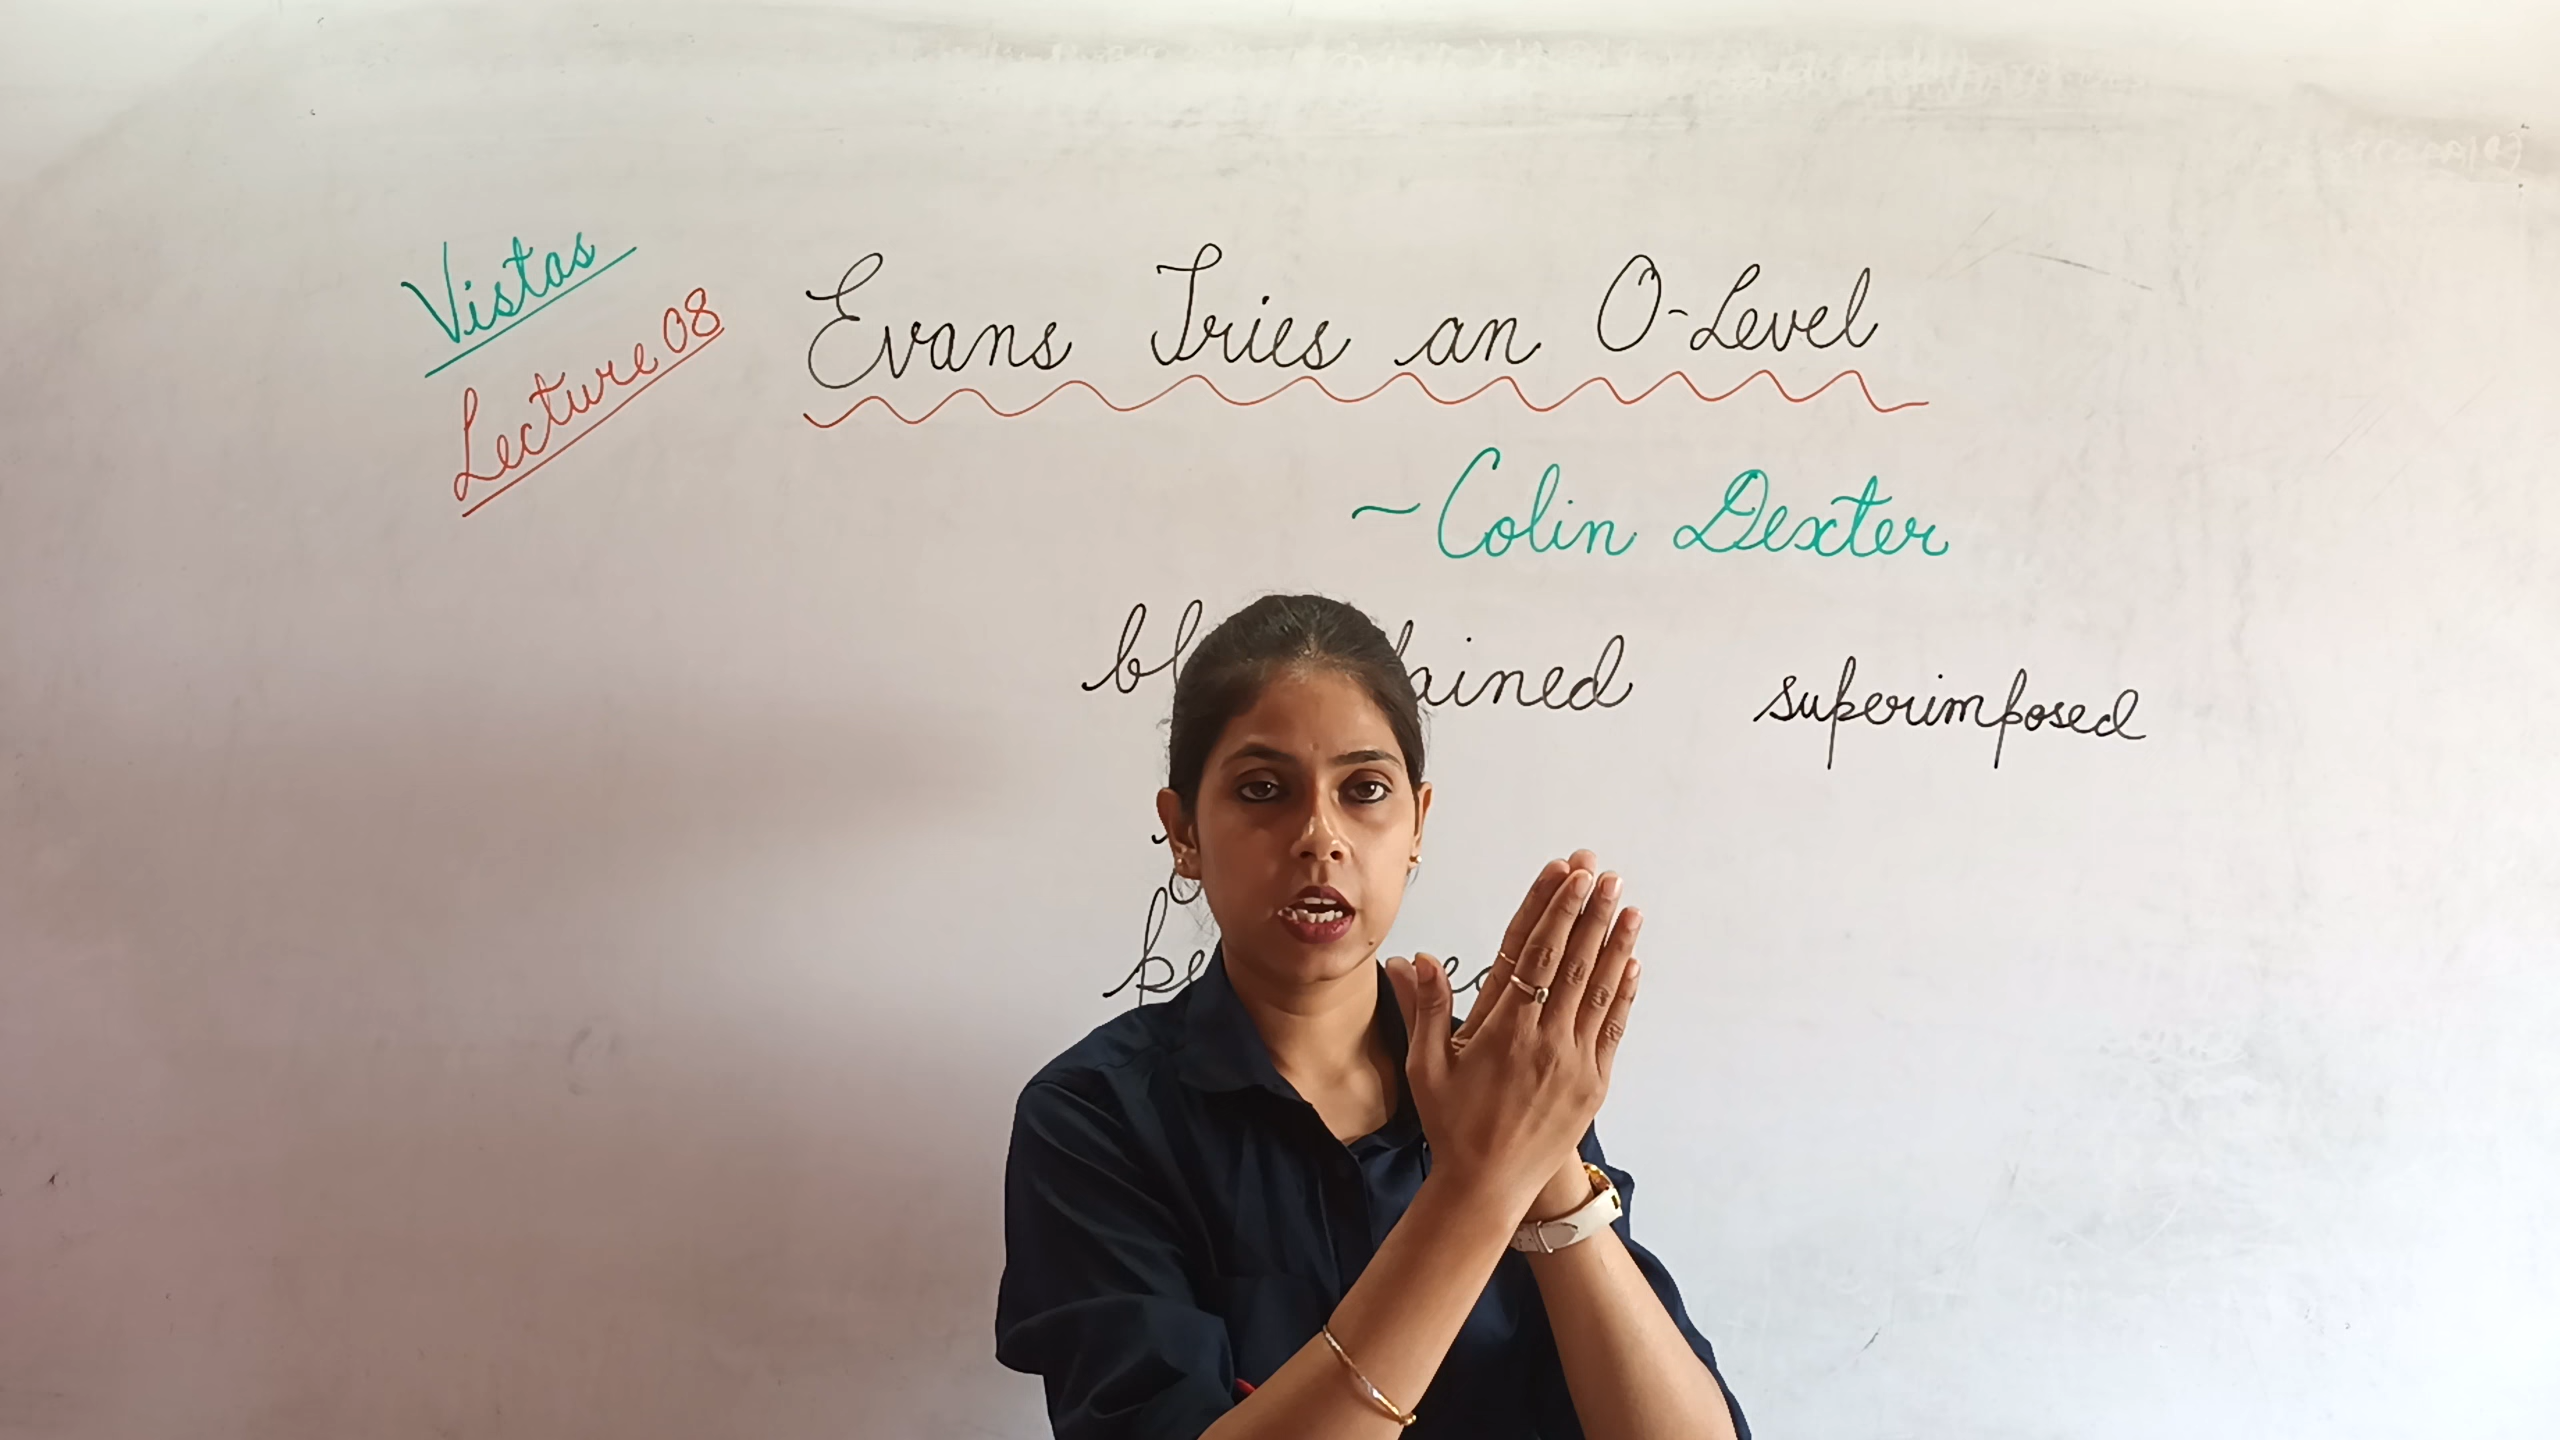 Vistas
Lecture 08
Evans Tries an O-Level
~ Colin Dexter
superimposed